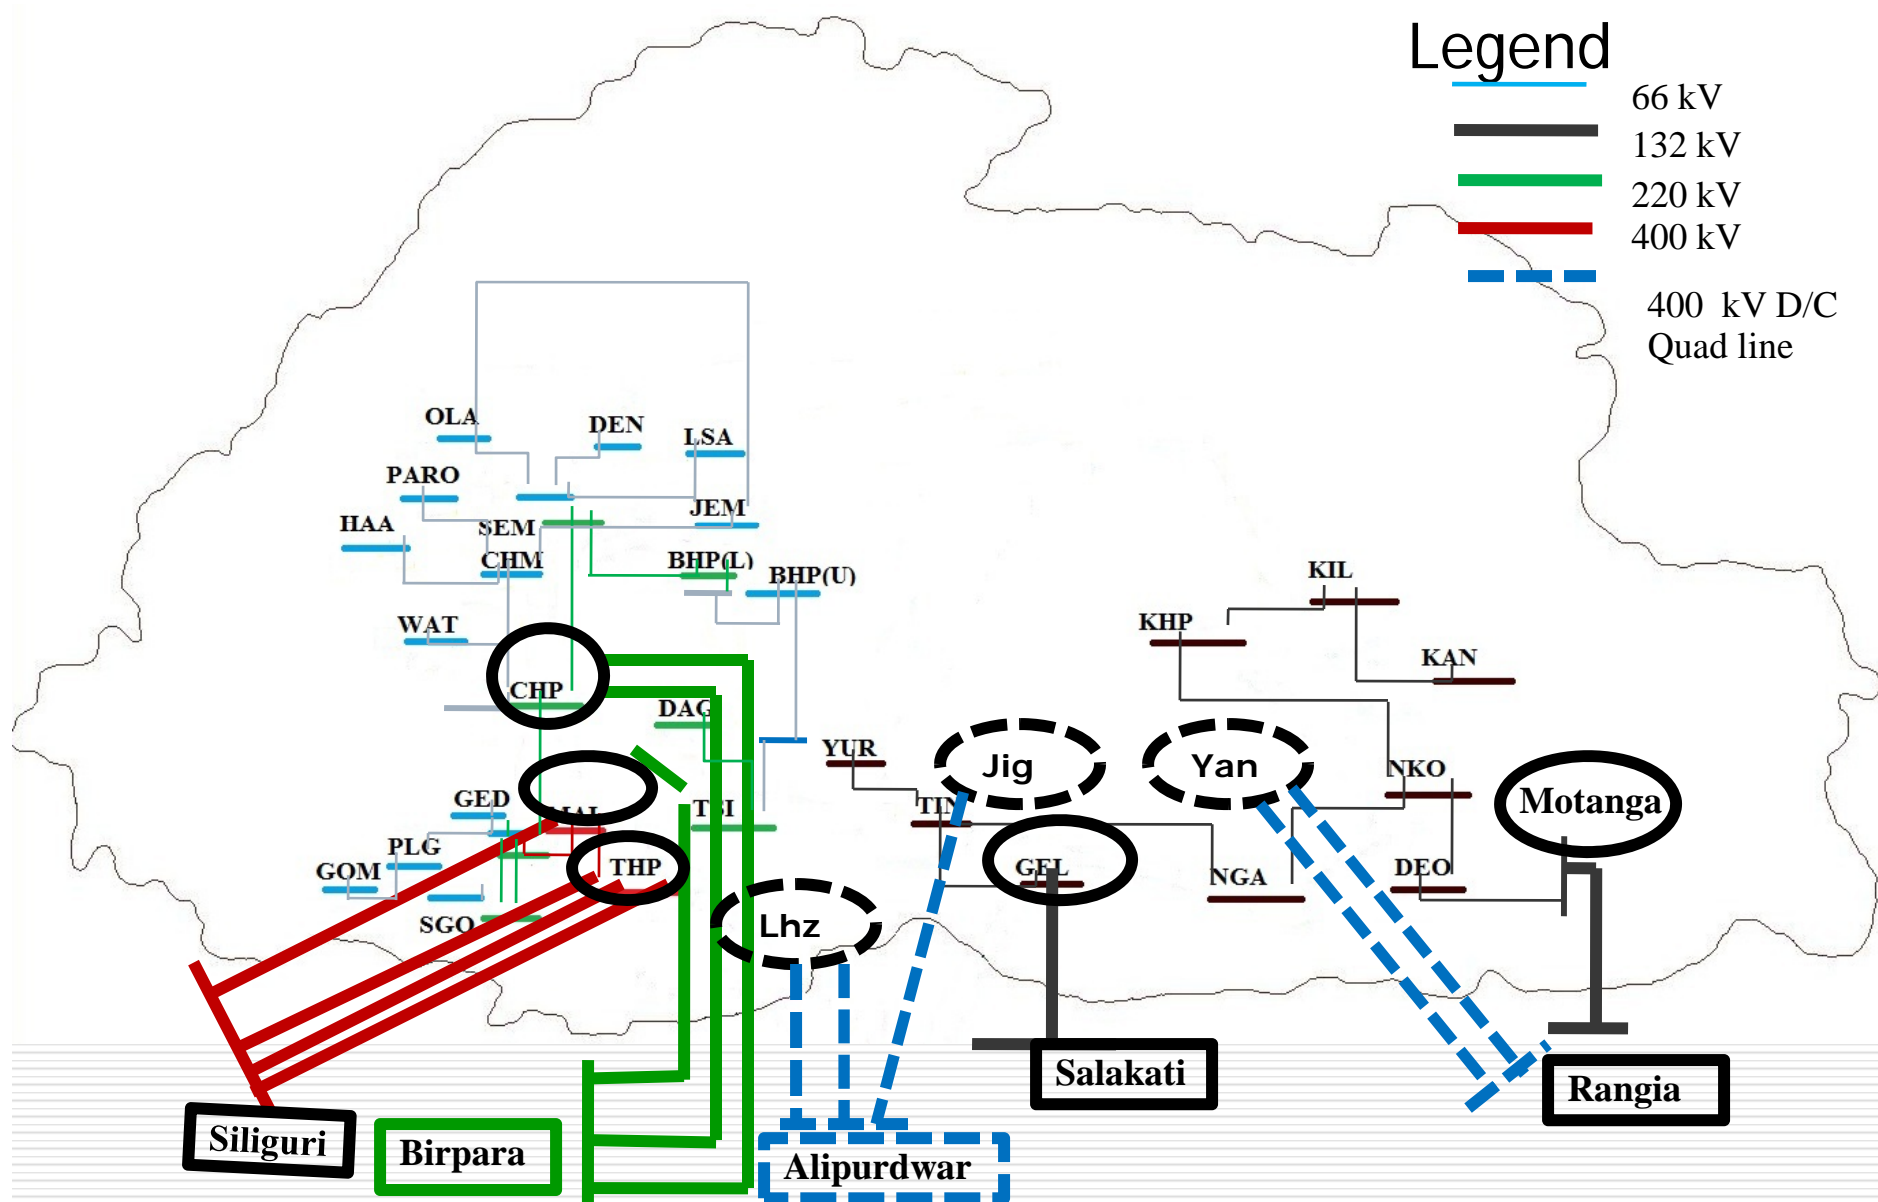 Legend
66 kV
132 kV
220 kV
400 kV
400 kV D/C
Quad line
OLA
DEN
LSA
PARO
JEM
HAA
SEM
CHM
BHP(L)
BHP(U)
KIL
WAT
KHP
KAN
CHP
DAG
YUR
Jig
Yan
NKO
Motanga
GED
TSI
TIN
PLG
GOM
THP
GEL
NGA
DEO
SGO
Lhz
Salakati
Rangia
Siliguri
Birpara
Alipurdwar